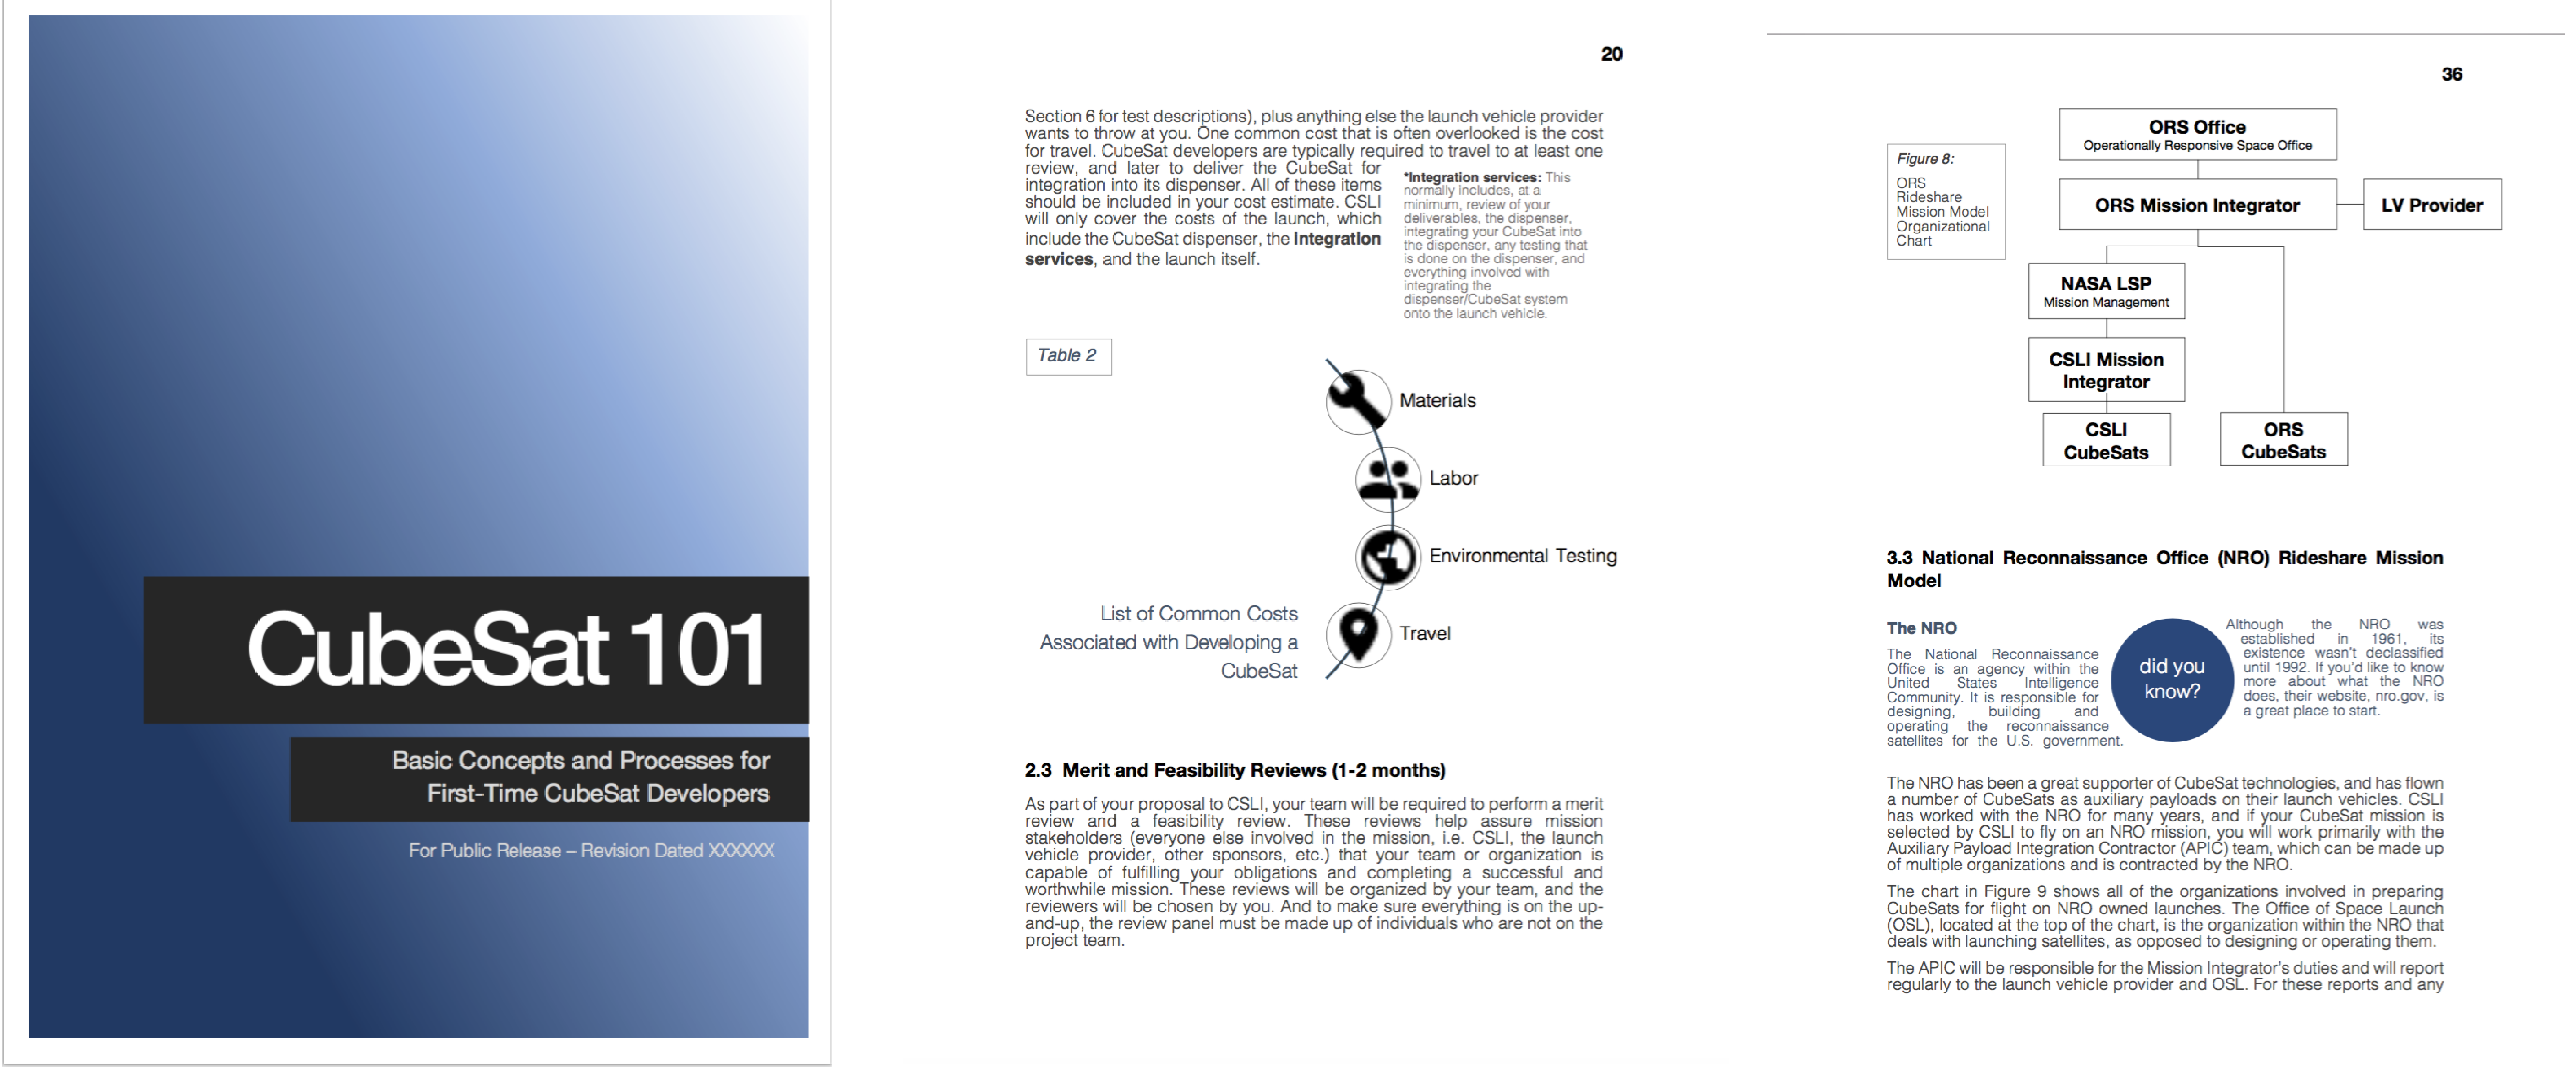 CubeSat 101
Basic Concepts and Processes for
First-Time CubeSat Developers
For Public Release – Revision Dated XXXXXX
20
Section 6 for test descriptions), plus anything else the launch vehicle provider
wants to throw at you. One common cost that is often overlooked is the cost
for travel. CubeSat developers are typically required to travel to at least one
review, and later to deliver the CubeSat for
integration into its dispenser. All of these items
should be included in your cost estimate. CSLI
will only cover the costs of the launch, which
include the CubeSat dispenser, the integration
services, and the launch itself.
*Integration services: This
normally includes, at a
minimum, review of your
deliverables, the dispenser,
integrating your CubeSat into
the dispenser, any testing that
is done on the dispenser, and
everything involved with
integrating the
dispenser/CubeSat system
onto the launch vehicle.
Table 2
Materials
Labor
Environmental Testing
Travel
List of Common Costs
Associated with Developing a
CubeSat
2.3 Merit and Feasibility Reviews (1-2 months)
As part of your proposal to CSLI, your team will be required to perform a merit
review and a feasibility review. These reviews help assure mission
stakeholders (everyone else involved in the mission, i.e. CSLI, the launch
vehicle provider, other sponsors, etc.) that your team or organization is
capable of fulfilling your obligations and completing a successful and
worthwhile mission. These reviews will be organized by your team, and the
reviewers will be chosen by you. And to make sure everything is on the up-
and-up, the review panel must be made up of individuals who are not on the
project team.
36
Figure 8:
ORS
Rideshare
Mission Model
Organizational
Chart
ORS Office
Operationally Responsive Space Office
ORS Mission Integrator
LV Provider
NASA LSP
Mission Management
CSLI Mission
Integrator
CSLI
CubeSats
ORS
CubeSats
3.3 National Reconnaissance Office (NRO) Rideshare Mission
Model
The NRO
The National Reconnaissance
Office is an agency within the
United States Intelligence
Community. It is responsible for
designing, building and
operating the reconnaissance
satellites for the U.S. government.
did you
know?
Although the NRO was
established in 1961, its
existence wasn't declassified
until 1992. If you'd like to know
more about what the NRO
does, their website, nro.gov, is
a great place to start.
The NRO has been a great supporter of CubeSat technologies, and has flown
a number of CubeSats as auxiliary payloads on their launch vehicles. CSLI
has worked with the NRO for many years, and if your CubeSat mission is
selected by CSLI to fly on an NRO mission, you will work primarily with the
Auxiliary Payload Integration Contractor (APIC) team, which can be made up
of multiple organizations and is contracted by the NRO.
The chart in Figure 9 shows all of the organizations involved in preparing
CubeSats for flight on NRO owned launches. The Office of Space Launch
(OSL), located at the top of the chart, is the organization within the NRO that
deals with launching satellites, as opposed to designing or operating them.
The APIC will be responsible for the Mission Integrator's duties and will report
regularly to the launch vehicle provider and OSL. For these reports and any